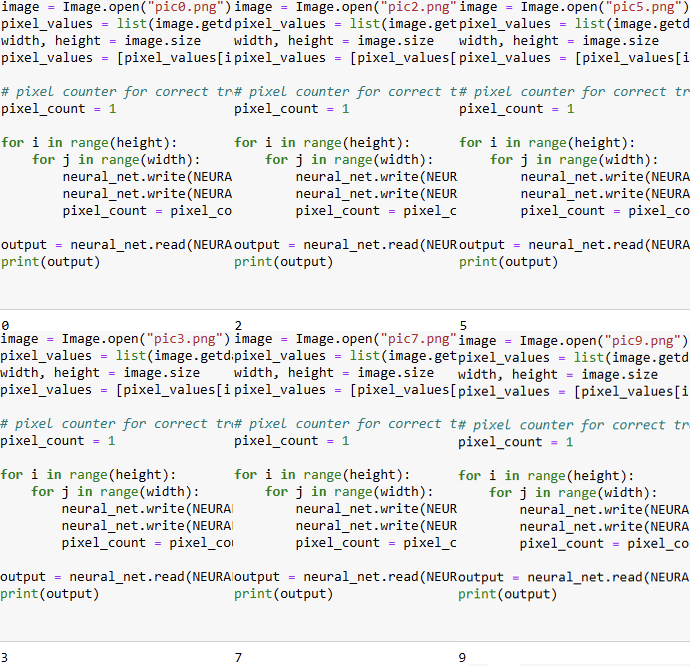 image = Image.open("pic0.png")
pixel_values = list(image.getd
width, height = image.size
pixel_values = [pixel_values[i
# pixel counter for correct tr
pixel_count = 1
for i in range(height):
    for j in range(width):
        neural_net.write(NEURA
        neural_net.write(NEURA
        pixel_count = pixel_co
output = neural_net.read(NEURA
print(output)
0
image = Image.open("pic2.png"
pixel_values = list(image.get
width, height = image.size
pixel_values = [pixel_values[
# pixel counter for correct t
pixel_count = 1
for i in range(height):
    for j in range(width):
        neural_net.write(NEUR
        neural_net.write(NEUR
        pixel_count = pixel_c
output = neural_net.read(NEUR
print(output)
2
image = Image.open("pic5.png")
pixel_values = list(image.getd
width, height = image.size
pixel_values = [pixel_values[i
# pixel counter for correct tr
pixel_count = 1
for i in range(height):
    for j in range(width):
        neural_net.write(NEURA
        neural_net.write(NEURA
        pixel_count = pixel_co
output = neural_net.read(NEURA
print(output)
5
image = Image.open("pic3.png")
pixel_values = list(image.getd
width, height = image.size
pixel_values = [pixel_values[i
# pixel counter for correct tr
pixel_count = 1
for i in range(height):
    for j in range(width):
        neural_net.write(NEURA
        neural_net.write(NEURA
        pixel_count = pixel_co
output = neural_net.read(NEURA
print(output)
3
image = Image.open("pic7.png"
pixel_values = list(image.get
width, height = image.size
pixel_values = [pixel_values[
# pixel counter for correct t
pixel_count = 1
for i in range(height):
    for j in range(width):
        neural_net.write(NEUR
        neural_net.write(NEUR
        pixel_count = pixel_c
output = neural_net.read(NEUR
print(output)
7
image = Image.open("pic9.png")
pixel_values = list(image.getd
width, height = image.size
pixel_values = [pixel_values[i
# pixel counter for correct tr
pixel_count = 1
for i in range(height):
    for j in range(width):
        neural_net.write(NEURA
        neural_net.write(NEURA
        pixel_count = pixel_co
output = neural_net.read(NEURA
print(output)
9